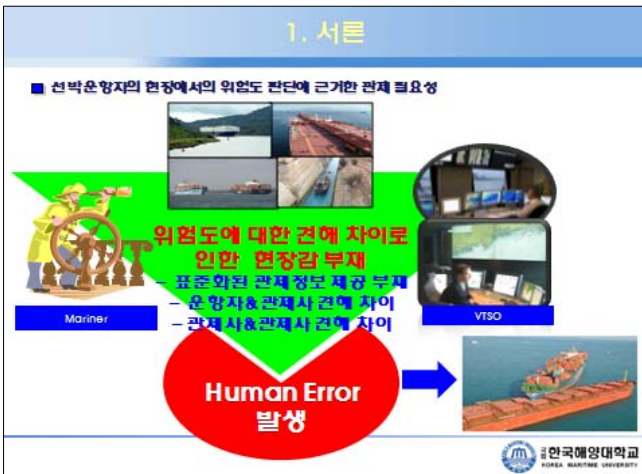 1. 서론
선박운항자의 현장에서의 위험도 판단에 근거한 관제 필요성
위험도에 대한 견해 차이로
인한 현장감 부재
– 표준화된 관제정보 제공 부재
– 운항자&관제사 견해 차이
– 관제사&관제사 견해 차이
Mariner
VTSO
Human Error
발생
국립 한국해양대학교
KOREA MARITIME UNIVERSITY